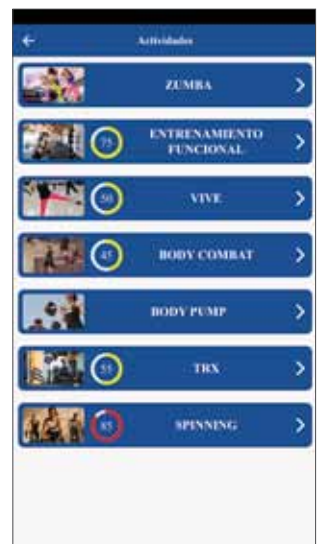 Actividades
ZUMBA
75
ENTRENAMIENTO
FUNCIONAL
50
VIVE
45
BODY COMBAT
BODY PUMP
55
TRX
85
SPINNING